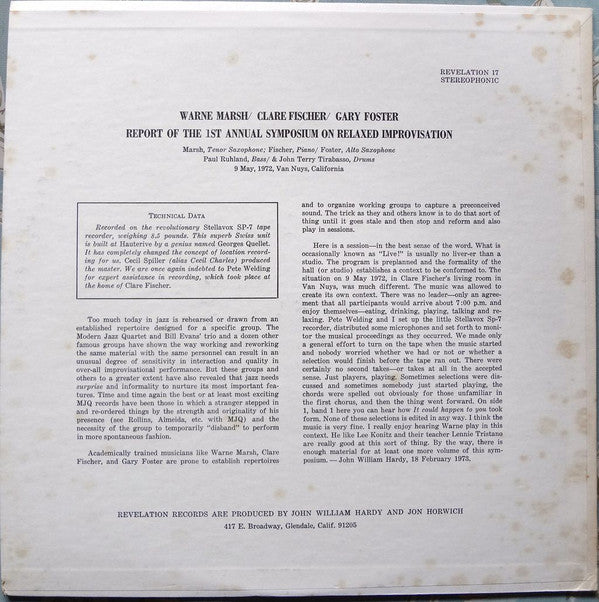 REVELATION 17
STEREOPHONIC
WARNE MARSH/ CLARE FISCHER/ GARY FOSTER
REPORT OF THE 1ST ANNUAL SYMPOSIUM ON RELAXED IMPROVISATION
Marsh, Tenor Saxophone; Fischer, Piano/ Foster, Alto Saxophone
Paul Ruhland, Bass/ & John Terry Tirabasso, Drums
9 May, 1972, Van Nuys, California
TECHNICAL DATA
Recorded on the revolutionary Stellavox SP-7 tape
recorder, weighing 8.5 pounds. This superb Swiss unit
is built at Hauterive by a genius named Georges Quellet.
It has completely changed the concept of location record-
ing for us. Cecil Spiller (alias Cecil Charles) produced
the master. We are once again indebted to Pete Welding
for expert assistance in recording, which took place at
the home of Clare Fischer.
Too much today in jazz is rehearsed or drawn from an
established repertoire designed for a specific group. The
Modern Jazz Quartet and Bill Evans' trio and a dozen other
famous groups have shown the way working and reworking
the same material with the same personnel can result in an
unusual degree of sensitivity in interaction and quality in
over-all improvisational performance. But these groups and
others to a greater extent have also revealed that jazz needs
surprise and informality to nurture its most important fea-
tures. Time and time again the best or at least most exciting
MJQ records have been those in which a stranger stepped in
and re-ordered things by the strength and originality of his
presence (see Rollins, Almeida, etc. with MJQ) and the
necessity of the group to temporarily "disband" to perform
in more spontaneous fashion.
Academically trained musicians like Warne Marsh, Clare
Fischer, and Gary Foster are prone to establish repertoires
and to organize working groups to capture a preconceived
sound. The trick as they and others know is to do that sort of
thing until it goes stale and then stop and reform and also
play in sessions.
Here is a session—in the best sense of the word. What is
occasionally known as "Live!" is usually no liver-er than a
studio. The program is preplanned and the formality of the
hall (or studio) establishes a context to be conformed to. The
situation on 9 May 1972, in Clare Fischer's living room in
Van Nuys, was much different. The music was allowed to
create its own context. There was no leader—only an agree-
ment that all participants would arrive about 7:00 p.m. and
enjoy themselves—eating, drinking, playing, talking and re-
laxing. Pete Welding and I set up the little Stellavox Sp-7
recorder, distributed some microphones and set forth to moni-
tor the musical proceedings as they occurred. We made only
a general effort to turn on the tape when the music started
and nobody worried whether we had or not or whether a
selection would finish before the tape ran out. There were
certainly no second takes—or takes at all in the accepted
sense. Just players, playing. Sometimes selections were dis-
cussed and sometimes somebody just started playing, the
chords were spelled out obviously for those unfamiliar in
the first chorus, and then the thing went forward. On side
1, band 1 here you can hear how It could happen to you took
form. None of these selections is edited in any way. I think the
music is very fine. I really enjoy hearing Warne play in this
context. He like Lee Konitz and their teacher Lennie Tristano
are really good at this sort of thing. By the way, there is
enough material for at least one more volume of this sym-
posium. — John William Hardy, 18 February 1973.
REVELATION RECORDS ARE PRODUCED BY JOHN WILLIAM HARDY AND JON HORWICH
417 E. Broadway, Glendale, Calif. 91205